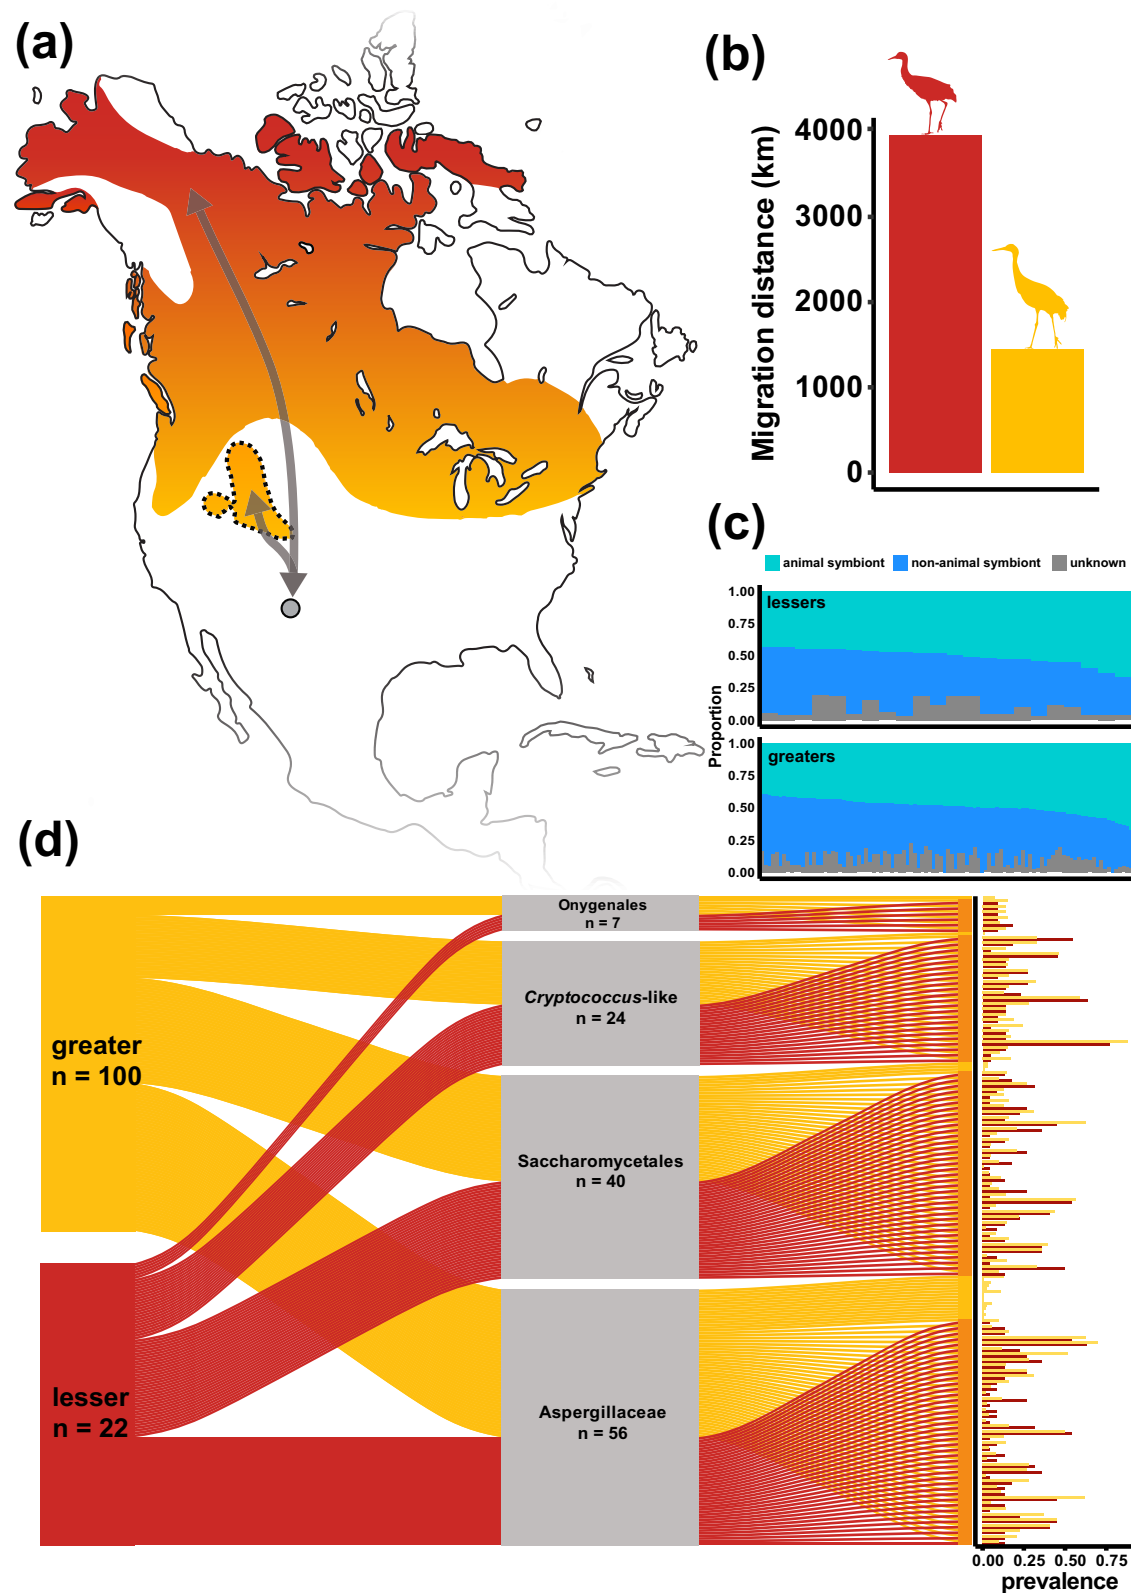 (a)
(b)
Migration distance (km)
4000
3000
2000
1000
0
(c)
animal symbiont non-animal symbiont unknown
Proportion
1.00
0.75
0.50
0.25
0.00
lessers
1.00
0.75
0.50
0.25
0.00
greaters
(d)
greater
n = 100
lesser
n = 22
Onygenales
n = 7
Cryptococcus-like
n = 24
Saccharomycetales
n = 40
Aspergillaceae
n = 56
0.00 0.25 0.50 0.75
prevalence